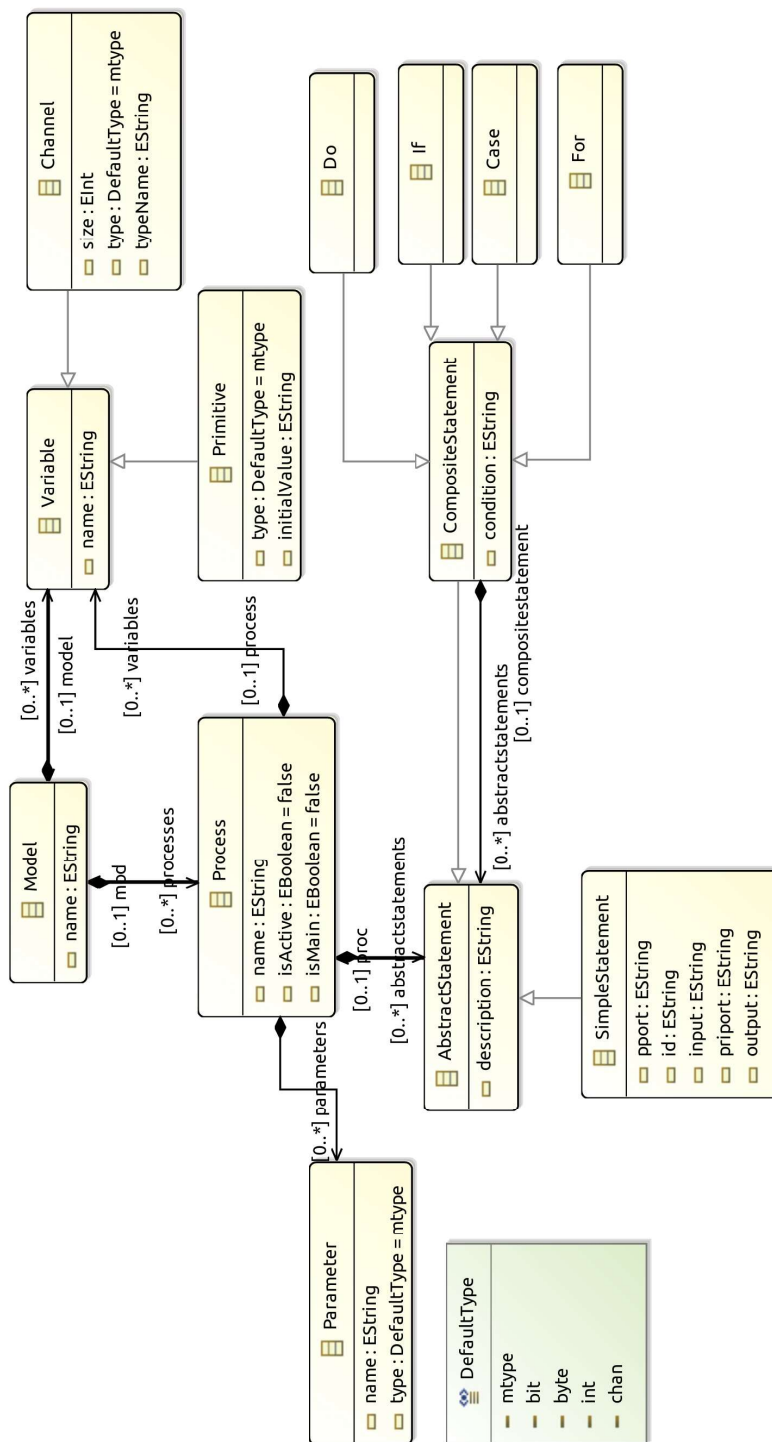 Model
name : EString
[0..*] variables
[0..1] model
Variable
name : EString
Channel
size : EInt
type : DefaultType = mtype
typeName : EString
[0..1] mod
[0..*] processes
[0..*] variables
[0..1] process
Process
name : EString
isActive : EBoolean = false
isMain : EBoolean = false
Primitive
type : DefaultType = mtype
initialValue : EString
[0..*] parameters
Parameter
name : EString
type : DefaultType = mtype
[0..1] proc
[0..*] abstractstatements
Do
If
Case
For
AbstractStatement
description : EString
CompositeStatement
condition : EString
[0..*] abstractstatements
[0..1] compositestatement
DefaultType
mtype
bit
byte
int
chan
SimpleStatement
pport : EString
id : EString
input : EString
priport : EString
output : EString